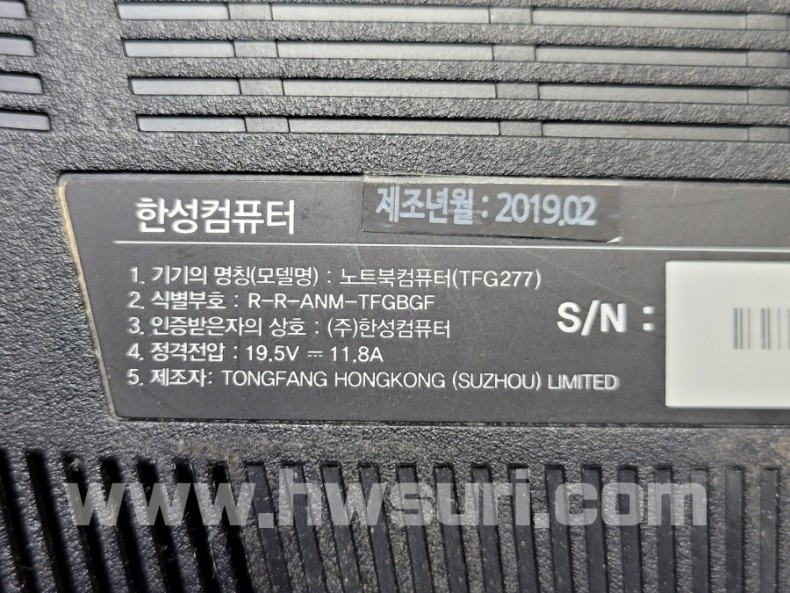 한성컴퓨터
제조년월 : 2019.02
1. 기기의 명칭(모델명) : 노트북컴퓨터(TFG277)
2. 식별부호 : R-R-ANM-TFGBGF
3. 인증받은자의 상호 : (주)한성컴퓨터
4. 정격전압 : 19.5V ⎓ 11.8A
5. 제조자: TONGFANG HONGKONG (SUZHOU) LIMITED
S/N :
www.hwsuri.com